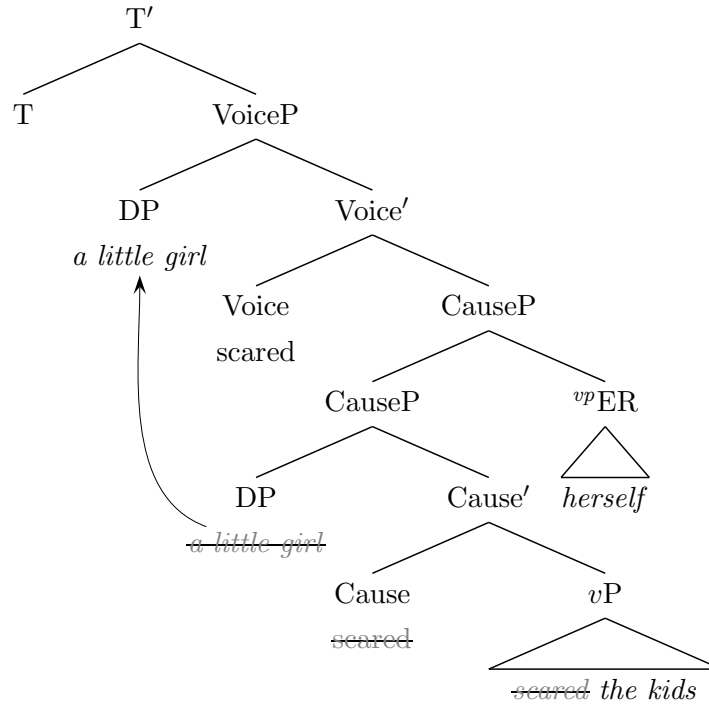 T′
T VoiceP
DP Voice′
a little girl
Voice CauseP
scared
CauseP vpER
DP Cause′ herself
a little girl
Cause vP
scared
scared the kids